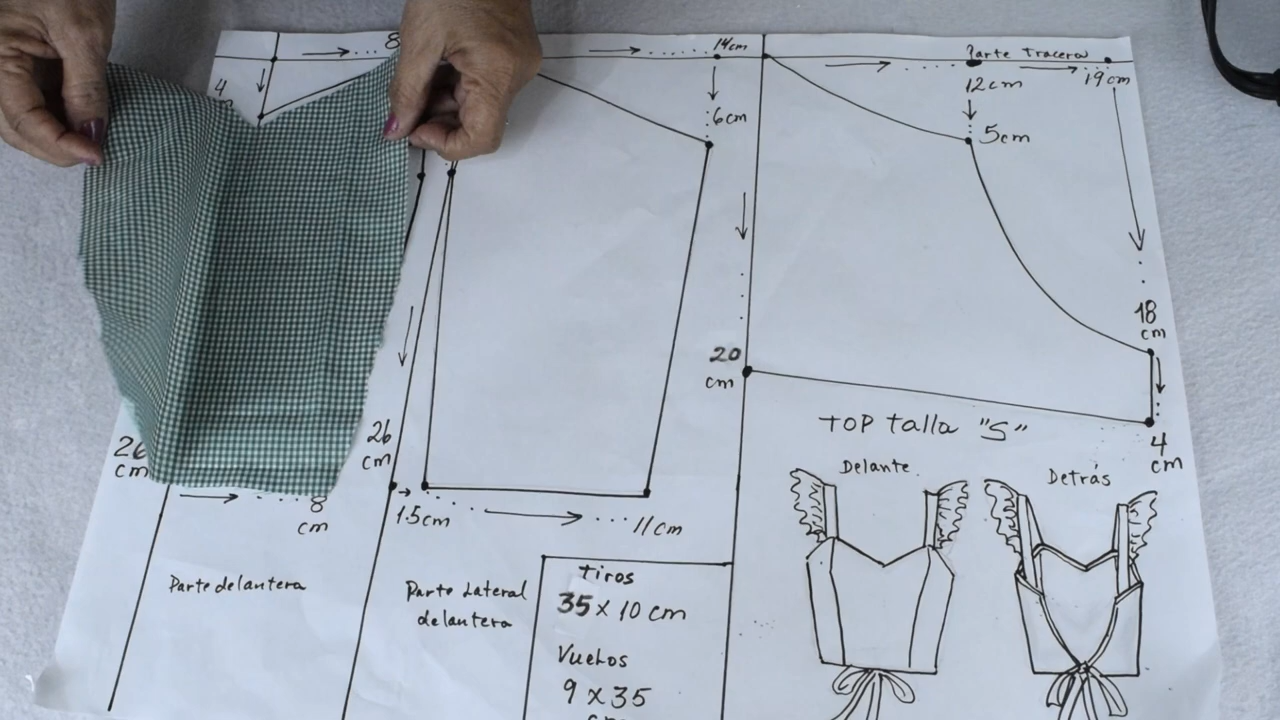 8
14cm
Parte Tracera
4
12cm
19cm
6cm
5cm
18
cm
20
cm
TOP talla "S"
4
cm
26
cm
26
cm
Delante
Detrás
8
cm
1.5cm
11cm
Parte delantera
Parte Lateral
delantera
Tiros
35 x 10 cm
Vuelos
9 x 35
cm